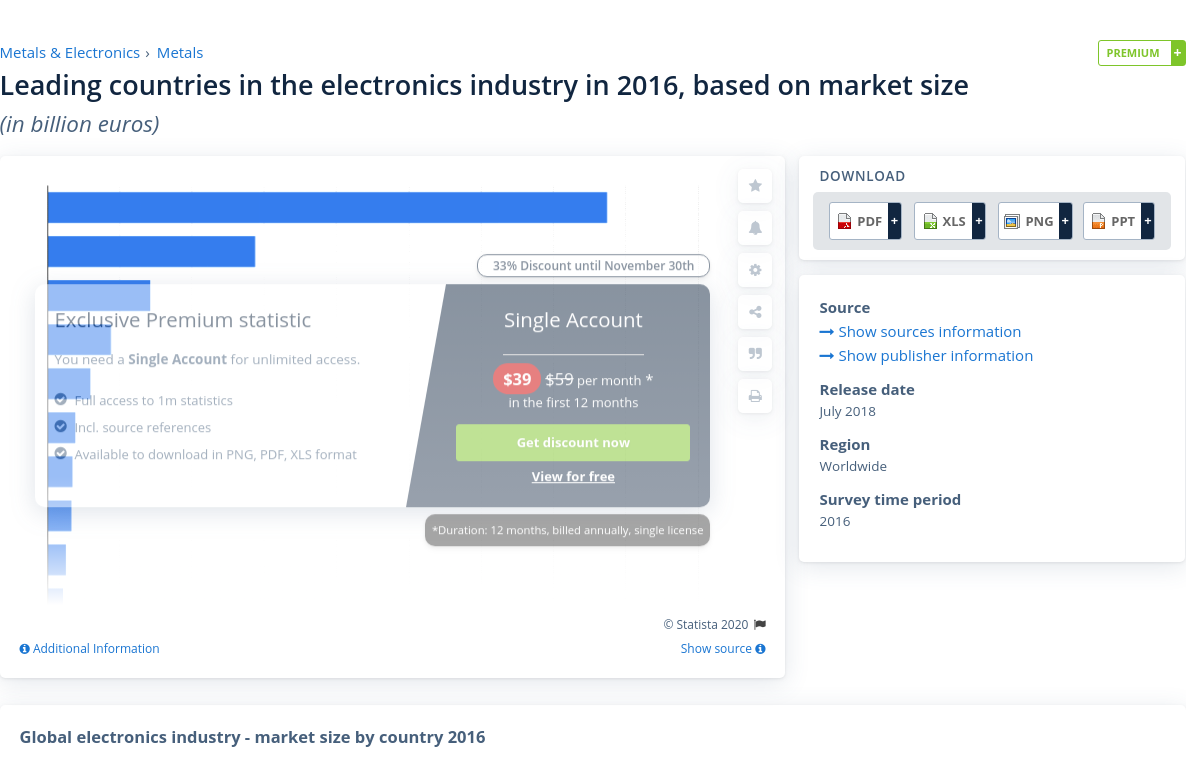 Metals & Electronics › Metals
PREMIUM +
Leading countries in the electronics industry in 2016, based on market size
(in billion euros)
DOWNLOAD
PDF + XLS + PNG + PPT +
33% Discount until November 30th
Exclusive Premium statistic
You need a Single Account for unlimited access.
Full access to 1m statistics
Incl. source references
Available to download in PNG, PDF, XLS format
Single Account
$39 $59 per month *
in the first 12 months
Get discount now
View for free
*Duration: 12 months, billed annually, single license
© Statista 2020
Additional Information
Show source
Source
Show sources information
Show publisher information
Release date
July 2018
Region
Worldwide
Survey time period
2016
Global electronics industry - market size by country 2016